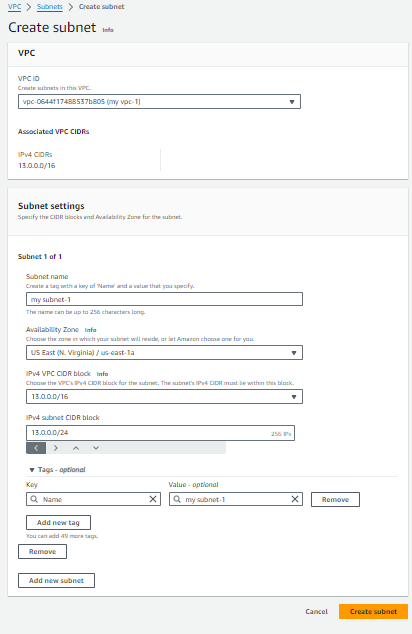 VPC > Subnets > Create subnet
Create subnet Info
VPC
VPC ID
Create subnets in this VPC.
vpc-0644f17488537b805 (my vpc-1)
Associated VPC CIDRs
IPv4 CIDRs
13.0.0.0/16
Subnet settings
Specify the CIDR blocks and Availability Zone for the subnet.
Subnet 1 of 1
Subnet name
Create a tag with a key of 'Name' and a value that you specify.
my subnet-1
The name can be up to 256 characters long.
Availability Zone Info
Choose the zone in which your subnet will reside, or let Amazon choose one for you.
US East (N. Virginia) / us-east-1a
IPv4 VPC CIDR block Info
Choose the VPC's IPv4 CIDR block for the subnet. The subnet's IPv4 CIDR must lie within this block.
13.0.0.0/16
IPv4 subnet CIDR block
13.0.0.0/24 256 IPs
Tags - optional
Key Value - optional
Name my subnet-1 Remove
Add new tag
You can add 49 more tags.
Remove
Add new subnet
Cancel Create subnet